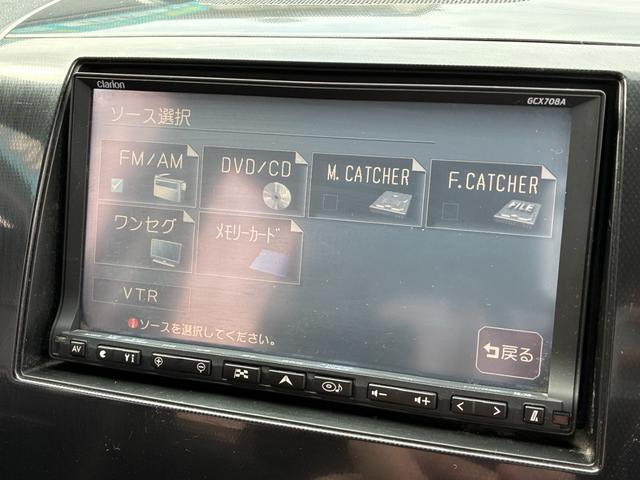 clarion
GCX708A
ソース選択
FM/AM
DVD/CD
M.CATCHER
F.CATCHER
FILE
ワンセグ
メモリーカード
VTR
ソースを選択してください。
戻る
AV